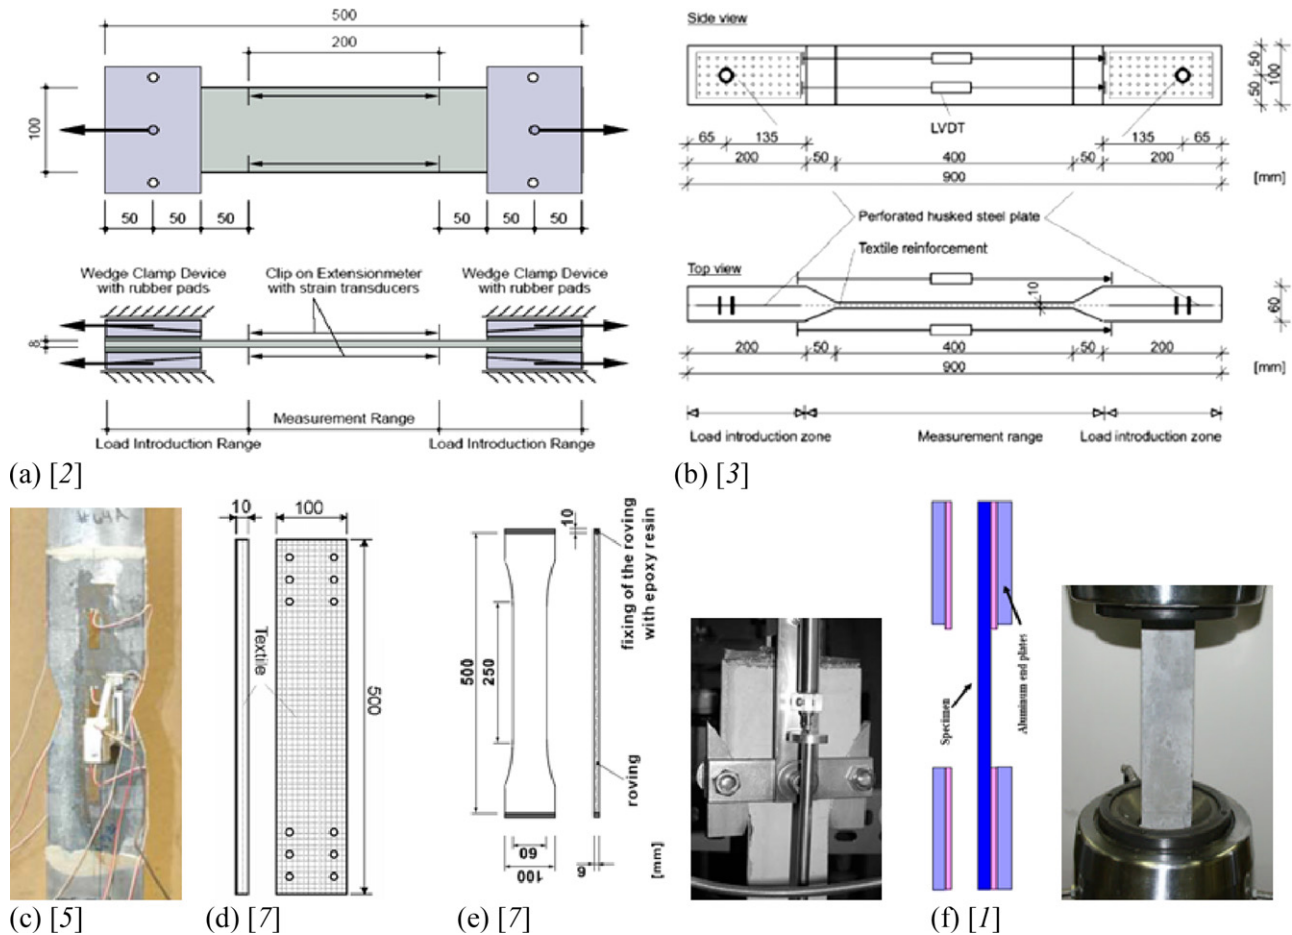 500
200
100
50 50 50
50 50 50
Wedge Clamp Device
with rubber pads
Clip on Extensionmeter
with strain transducers
Wedge Clamp Device
with rubber pads
8
Measurement Range
Load Introduction Range
Load Introduction Range
(a) [2]
Side view
50
50
100
LVDT
65 135
135 65
200 50 400 50 200
900
[mm]
Perforated husked steel plate
Textile reinforcement
Top view
10
60
200 50 400 50 200
900
[mm]
Load introduction zone
Measurement range
Load introduction zone
(b) [3]
(c) [5]
10
100
Textile
500
(d) [7]
10
fixing of the roving
with epoxy resin
500
250
roving
60
100
6
[mm]
(e) [7]
Specimen
Aluminum end plates
(f) [1]